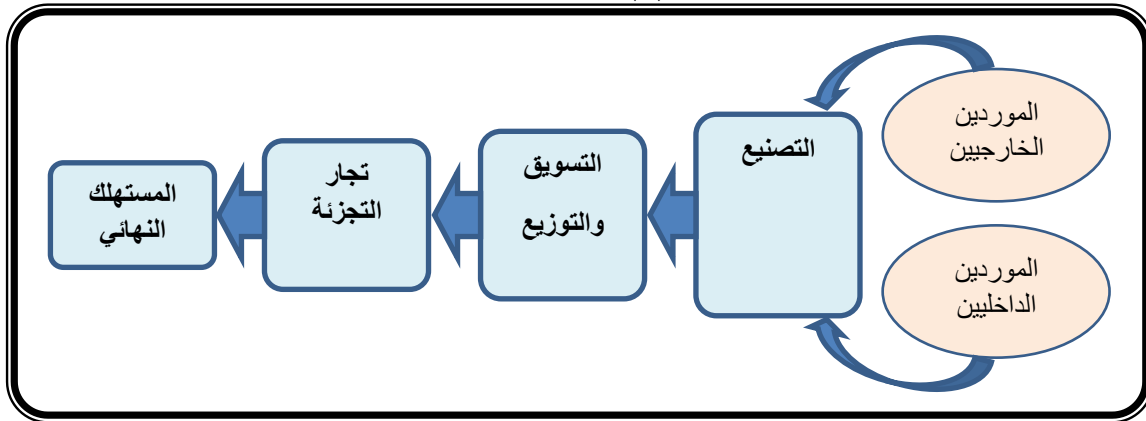 الموردين
الخارجيين
الموردين
الداخليين
التصنيع
التسويق
والتوزيع
تجار
التجزئة
المستهلك
النهائي